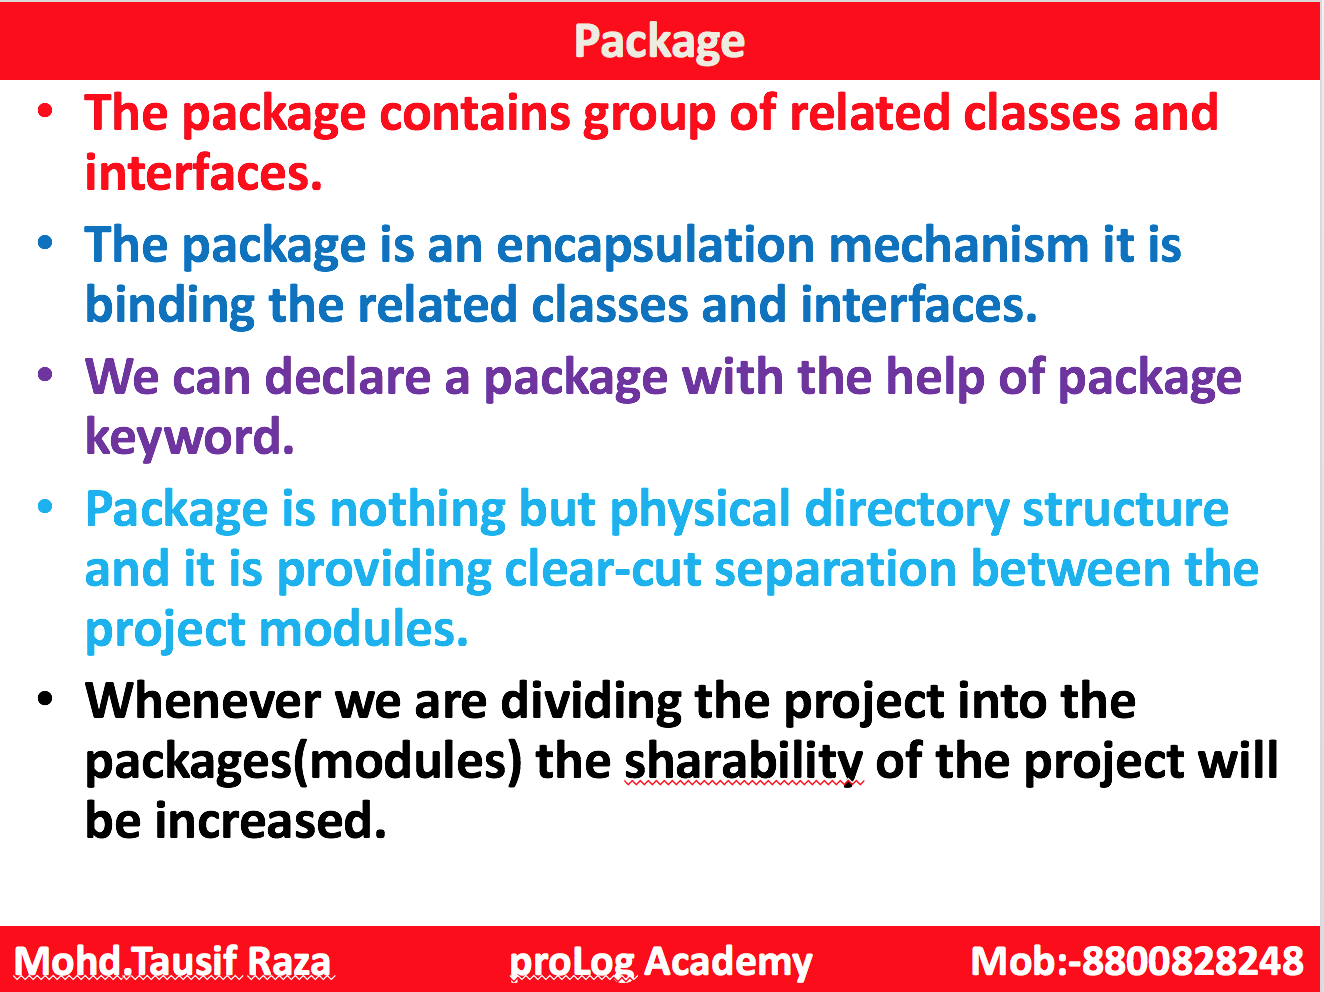 Package
• The package contains group of related classes and
interfaces.
• The package is an encapsulation mechanism it is
binding the related classes and interfaces.
• We can declare a package with the help of package
keyword.
• Package is nothing but physical directory structure
and it is providing clear-cut separation between the
project modules.
• Whenever we are dividing the project into the
packages(modules) the sharability of the project will
be increased.
Mohd.Tausif Raza proLog Academy Mob:-8800828248